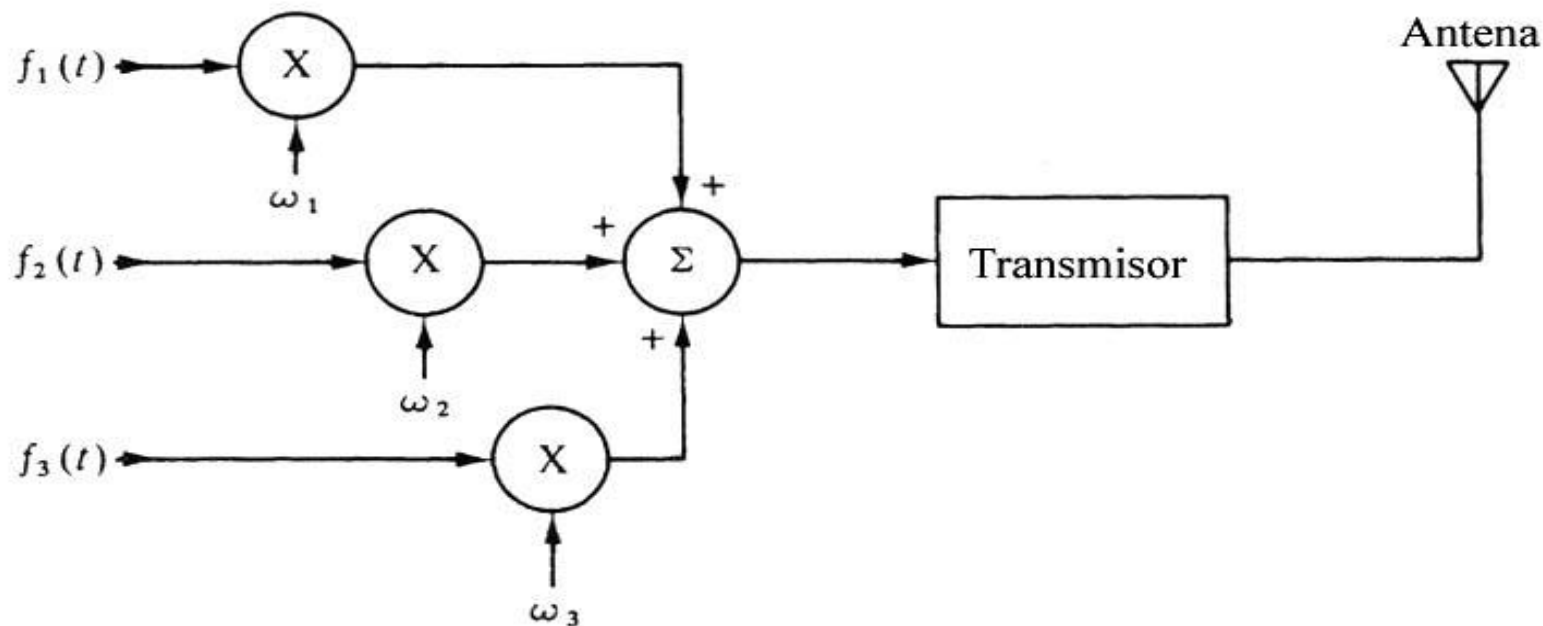 Antena
f₁(t)
X
ω₁
+
f₂(t)
X
+
Σ
Transmisor
ω₂
+
f₃(t)
X
ω₃